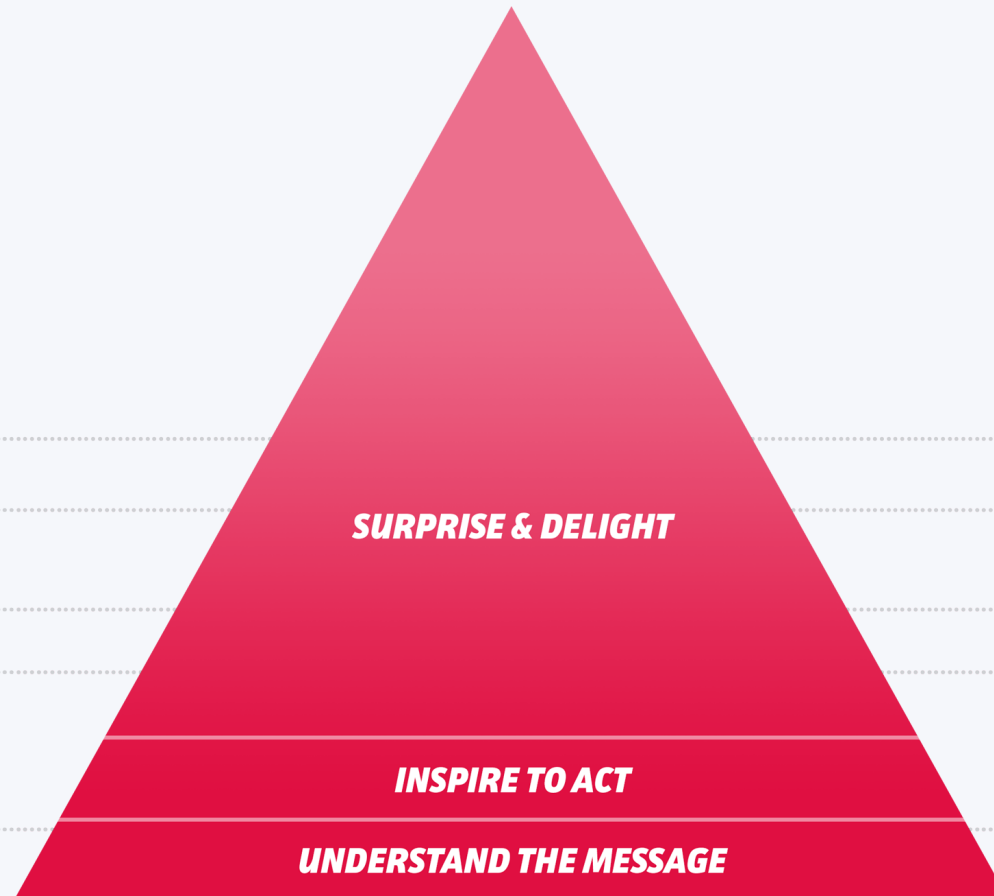 SURPRISE & DELIGHT
INSPIRE TO ACT
UNDERSTAND THE MESSAGE